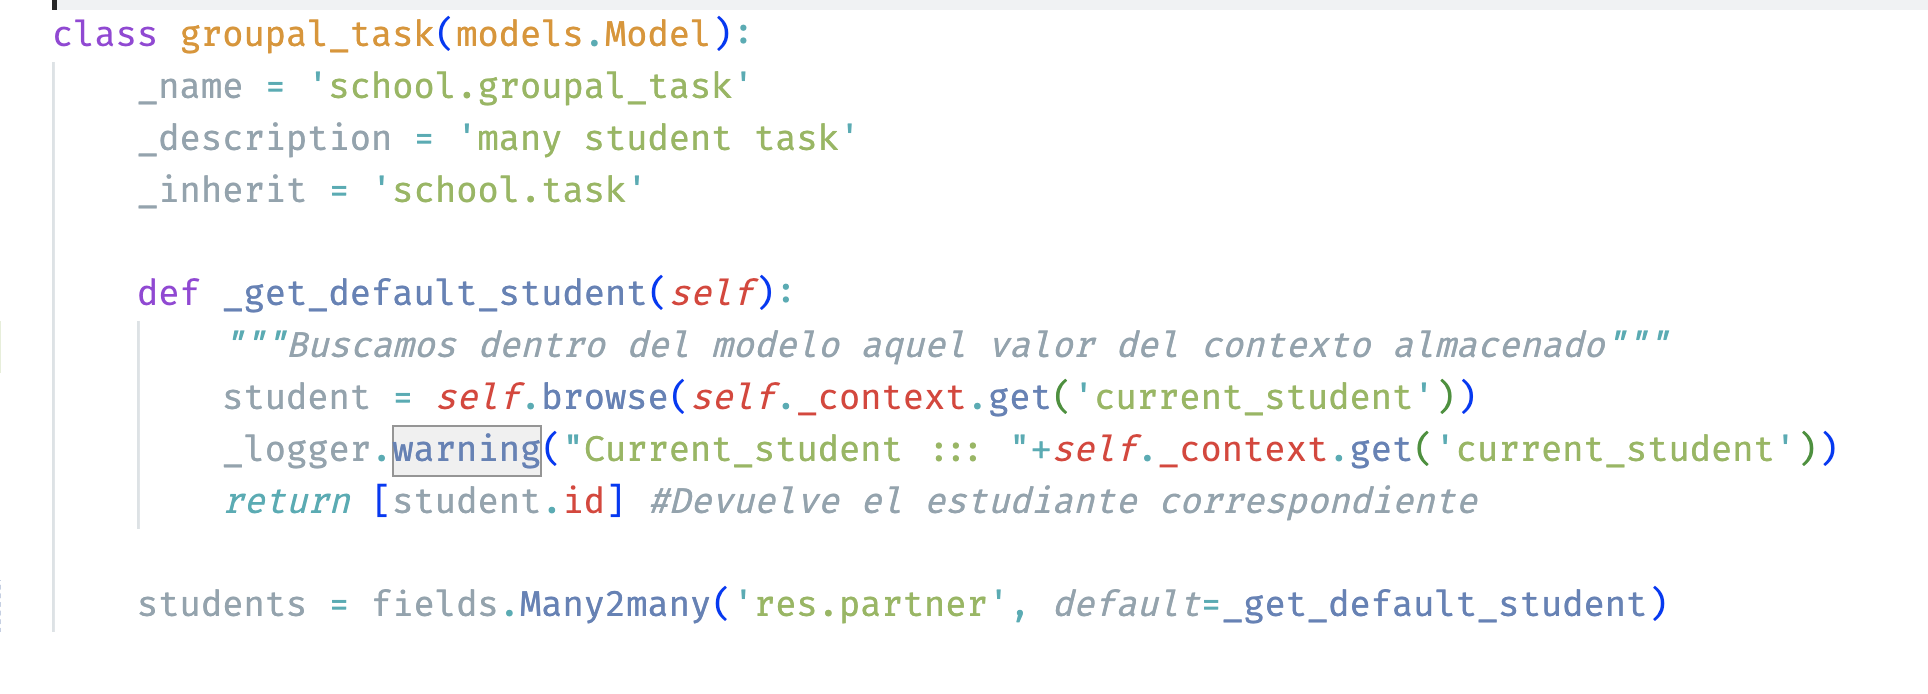 class groupal_task(models.Model):
    _name = 'school.groupal_task'
    _description = 'many student task'
    _inherit = 'school.task'
    def _get_default_student(self):
        """Buscamos dentro del modelo aquel valor del contexto almacenado"""
        student = self.browse(self._context.get('current_student'))
        _logger.warning("Current_student ::: "+self._context.get('current_student'))
        return [student.id] #Devuelve el estudiante correspondiente
    students = fields.Many2many('res.partner', default=_get_default_student)